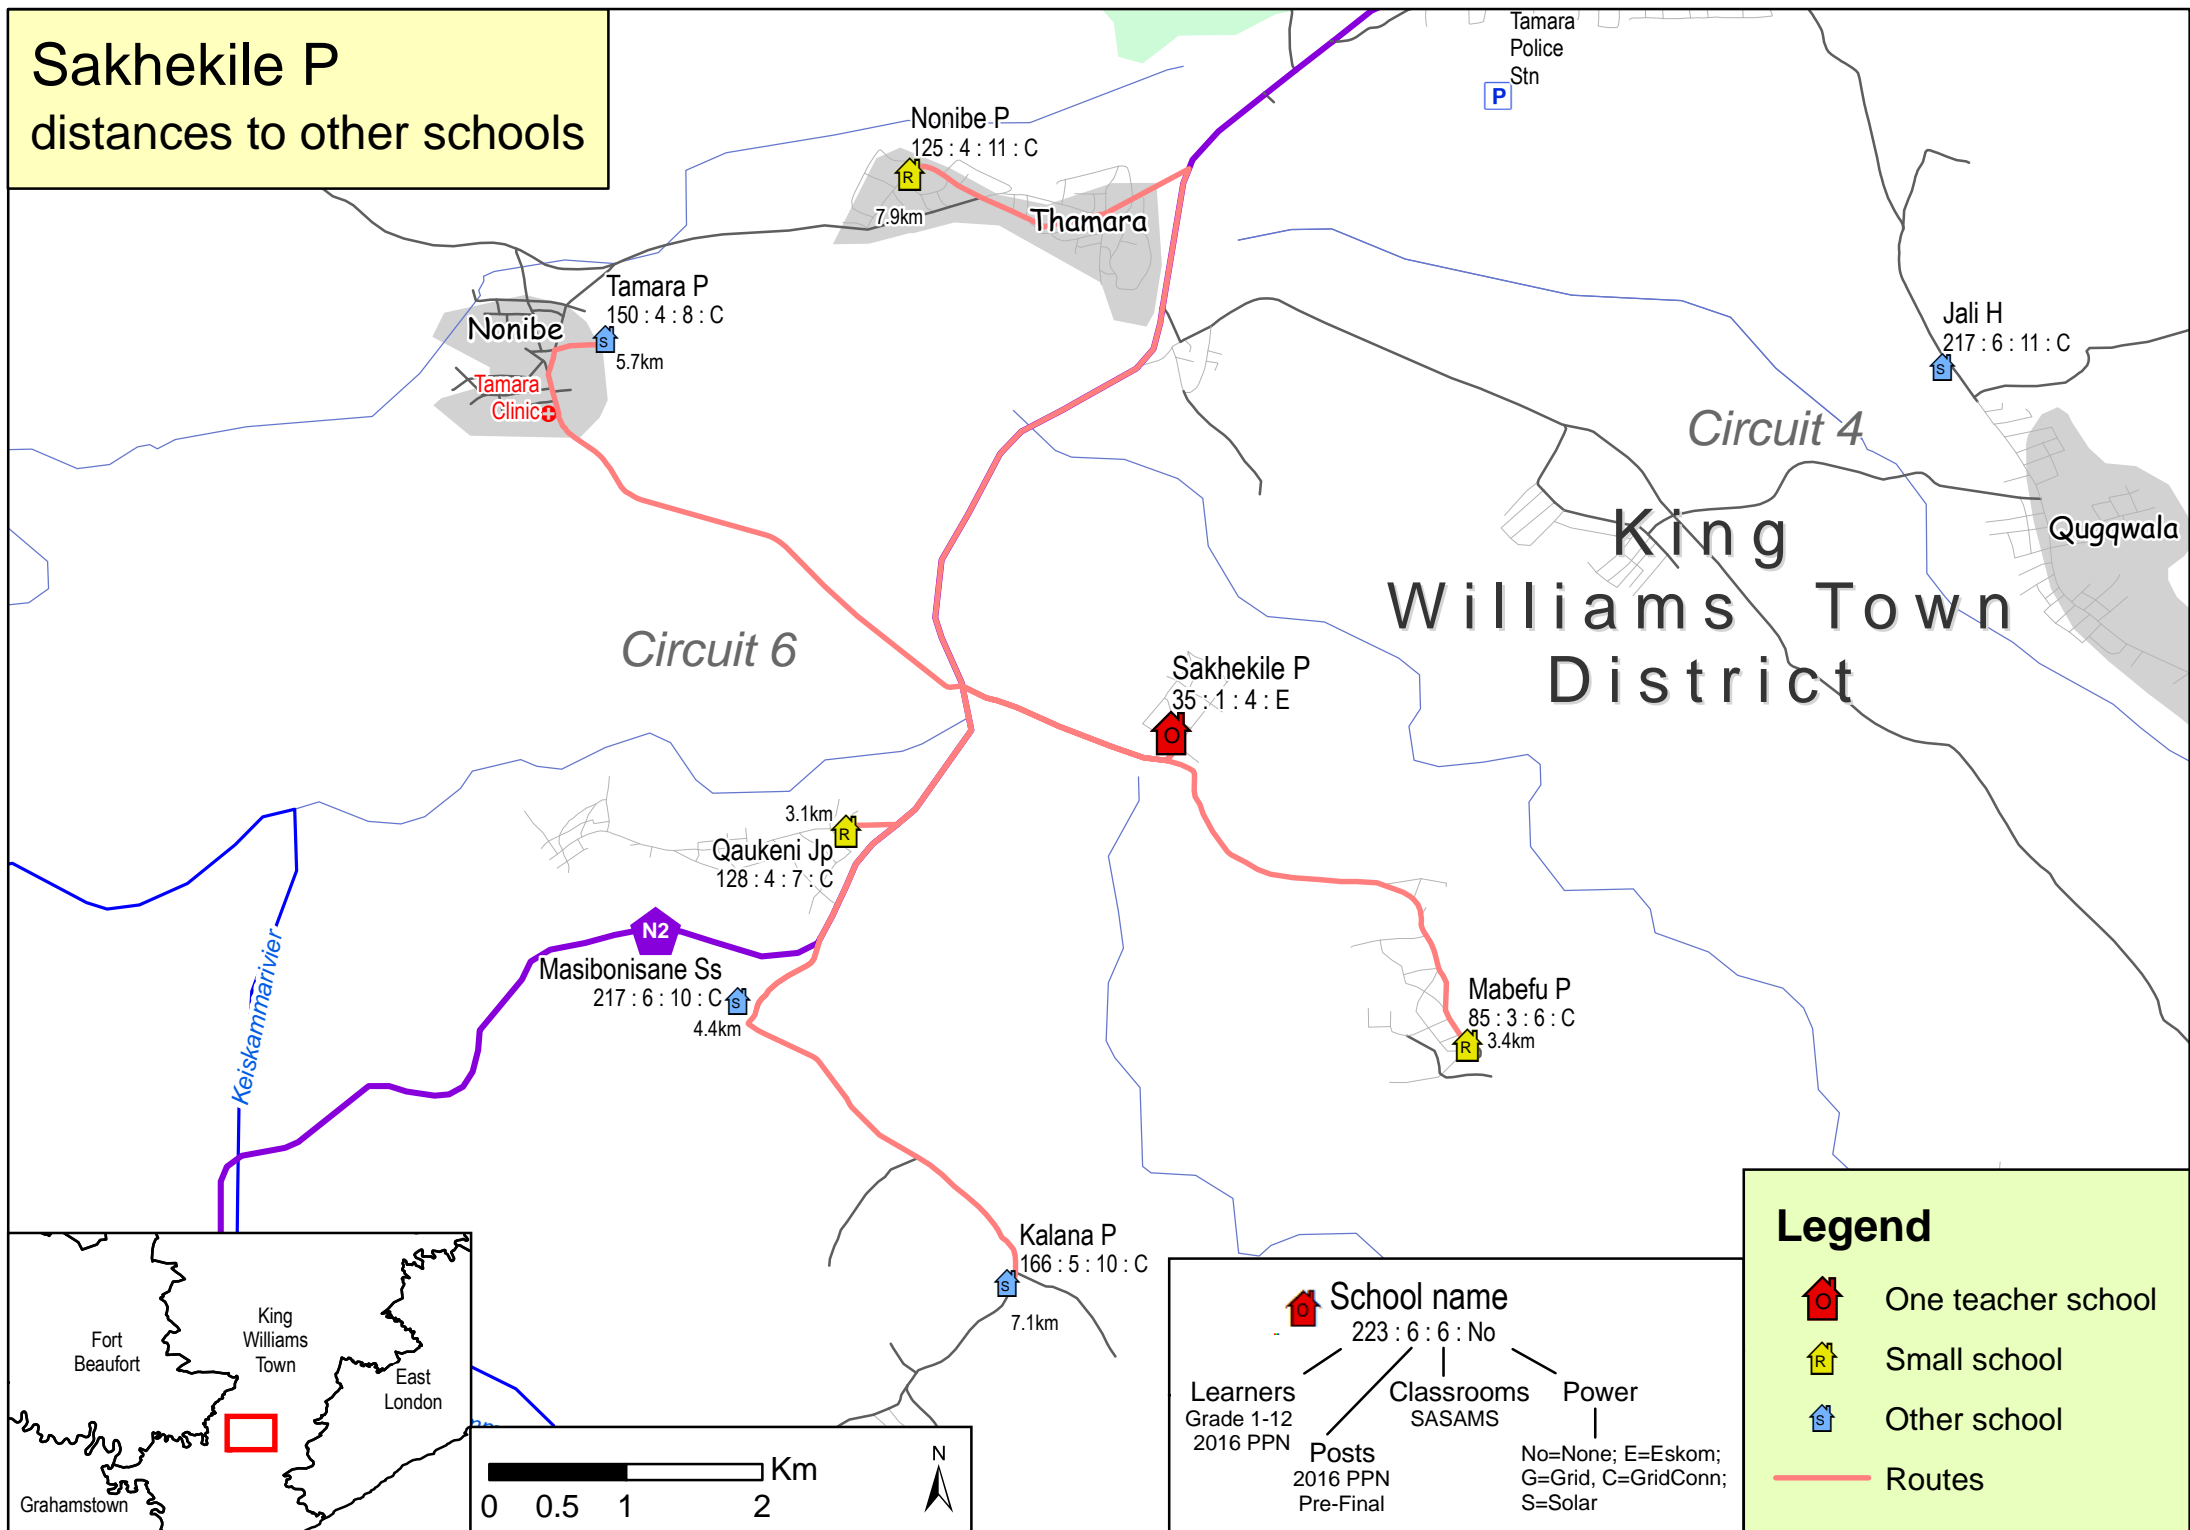 Sakhekile P
distances to other schools
Tamara
Police
Stn
P
Nonibe P
125 : 4 : 11 : C
R
7.9km
Thamara
Tamara P
150 : 4 : 8 : C
S
5.7km
Nonibe
Tamara
Clinic
Jali H
217 : 6 : 11 : C
S
Circuit 4
King
Williams Town
District
Qugqwala
Circuit 6
Sakhekile P
35 : 1 : 4 : E
O
3.1km
R
Qaukeni Jp
128 : 4 : 7 : C
N2
Masibonisane Ss
217 : 6 : 10 : C
S
4.4km
Keiskammarivier
Mabefu P
85 : 3 : 6 : C
R
3.4km
Kalana P
166 : 5 : 10 : C
S
7.1km
Fort
Beaufort
King
Williams
Town
East
London
Grahamstown
Km
0 0.5 1 2
N
O
School name
223 : 6 : 6 : No
Learners
Grade 1-12
2016 PPN
Posts
2016 PPN
Pre-Final
Classrooms
SASAMS
Power
No=None; E=Eskom;
G=Grid, C=GridConn;
S=Solar
Legend
O
One teacher school
R
Small school
S
Other school
Routes